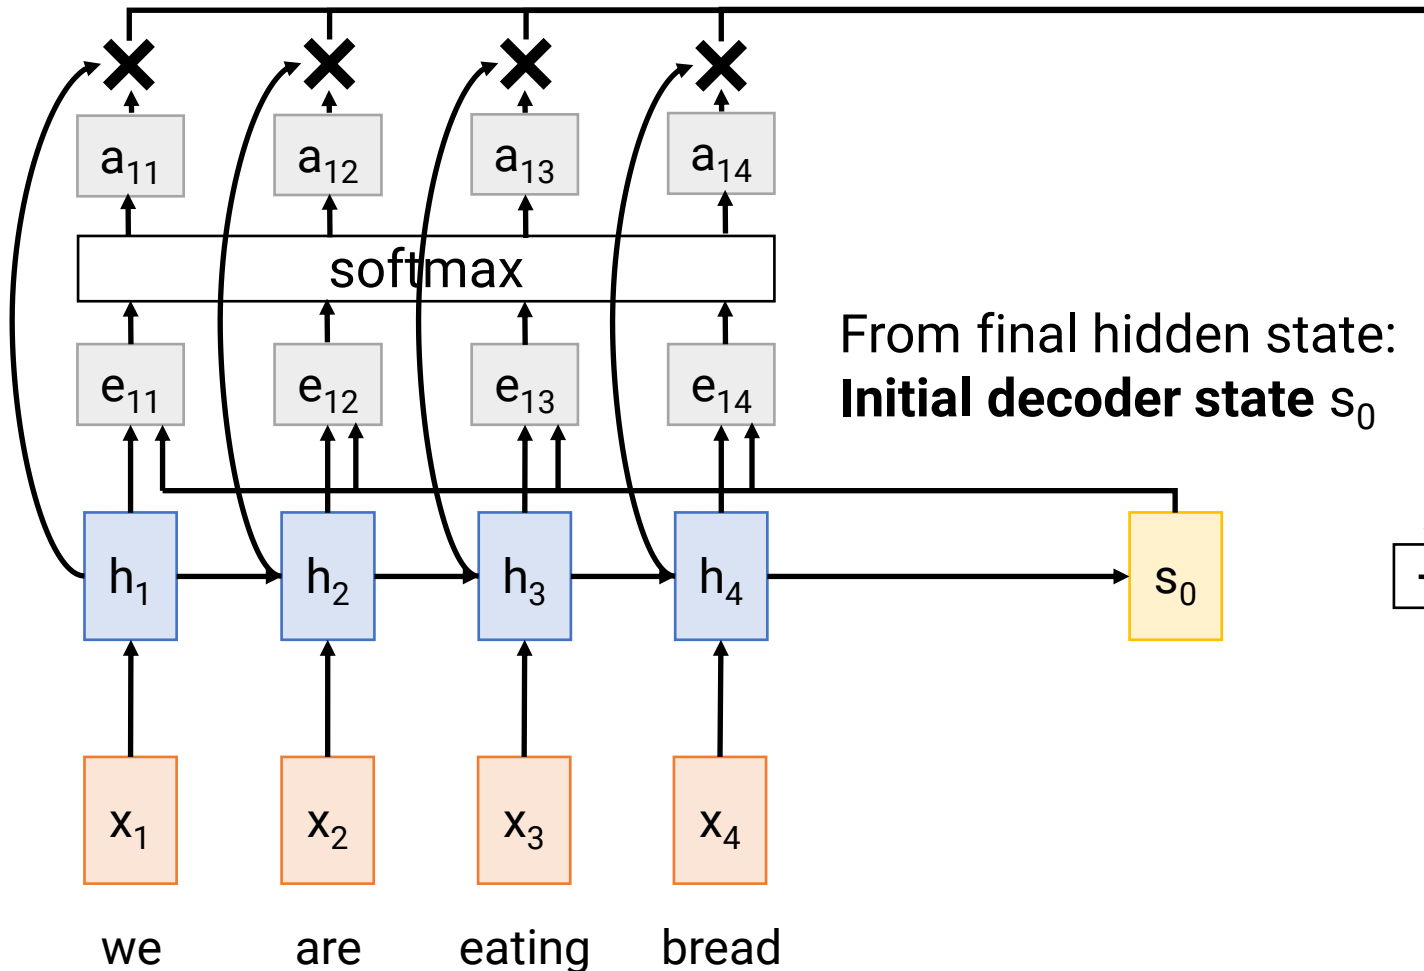 a₁₁ a₁₂ a₁₃ a₁₄
softmax
e₁₁ e₁₂ e₁₃ e₁₄
From final hidden state:
Initial decoder state s₀
h₁ h₂ h₃ h₄ s₀
x₁ x₂ x₃ x₄
we are eating bread